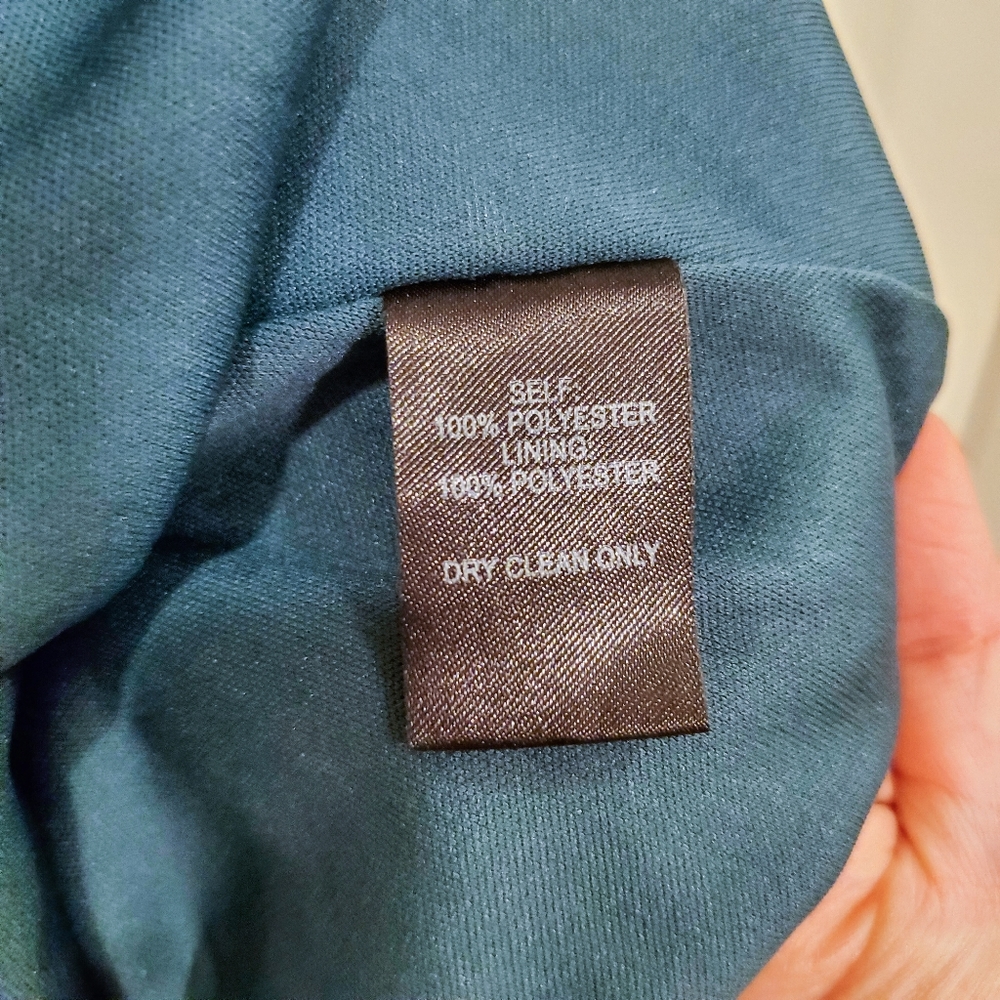 SELF:
100% POLYESTER
LINING:
100% POLYESTER
DRY CLEAN ONLY